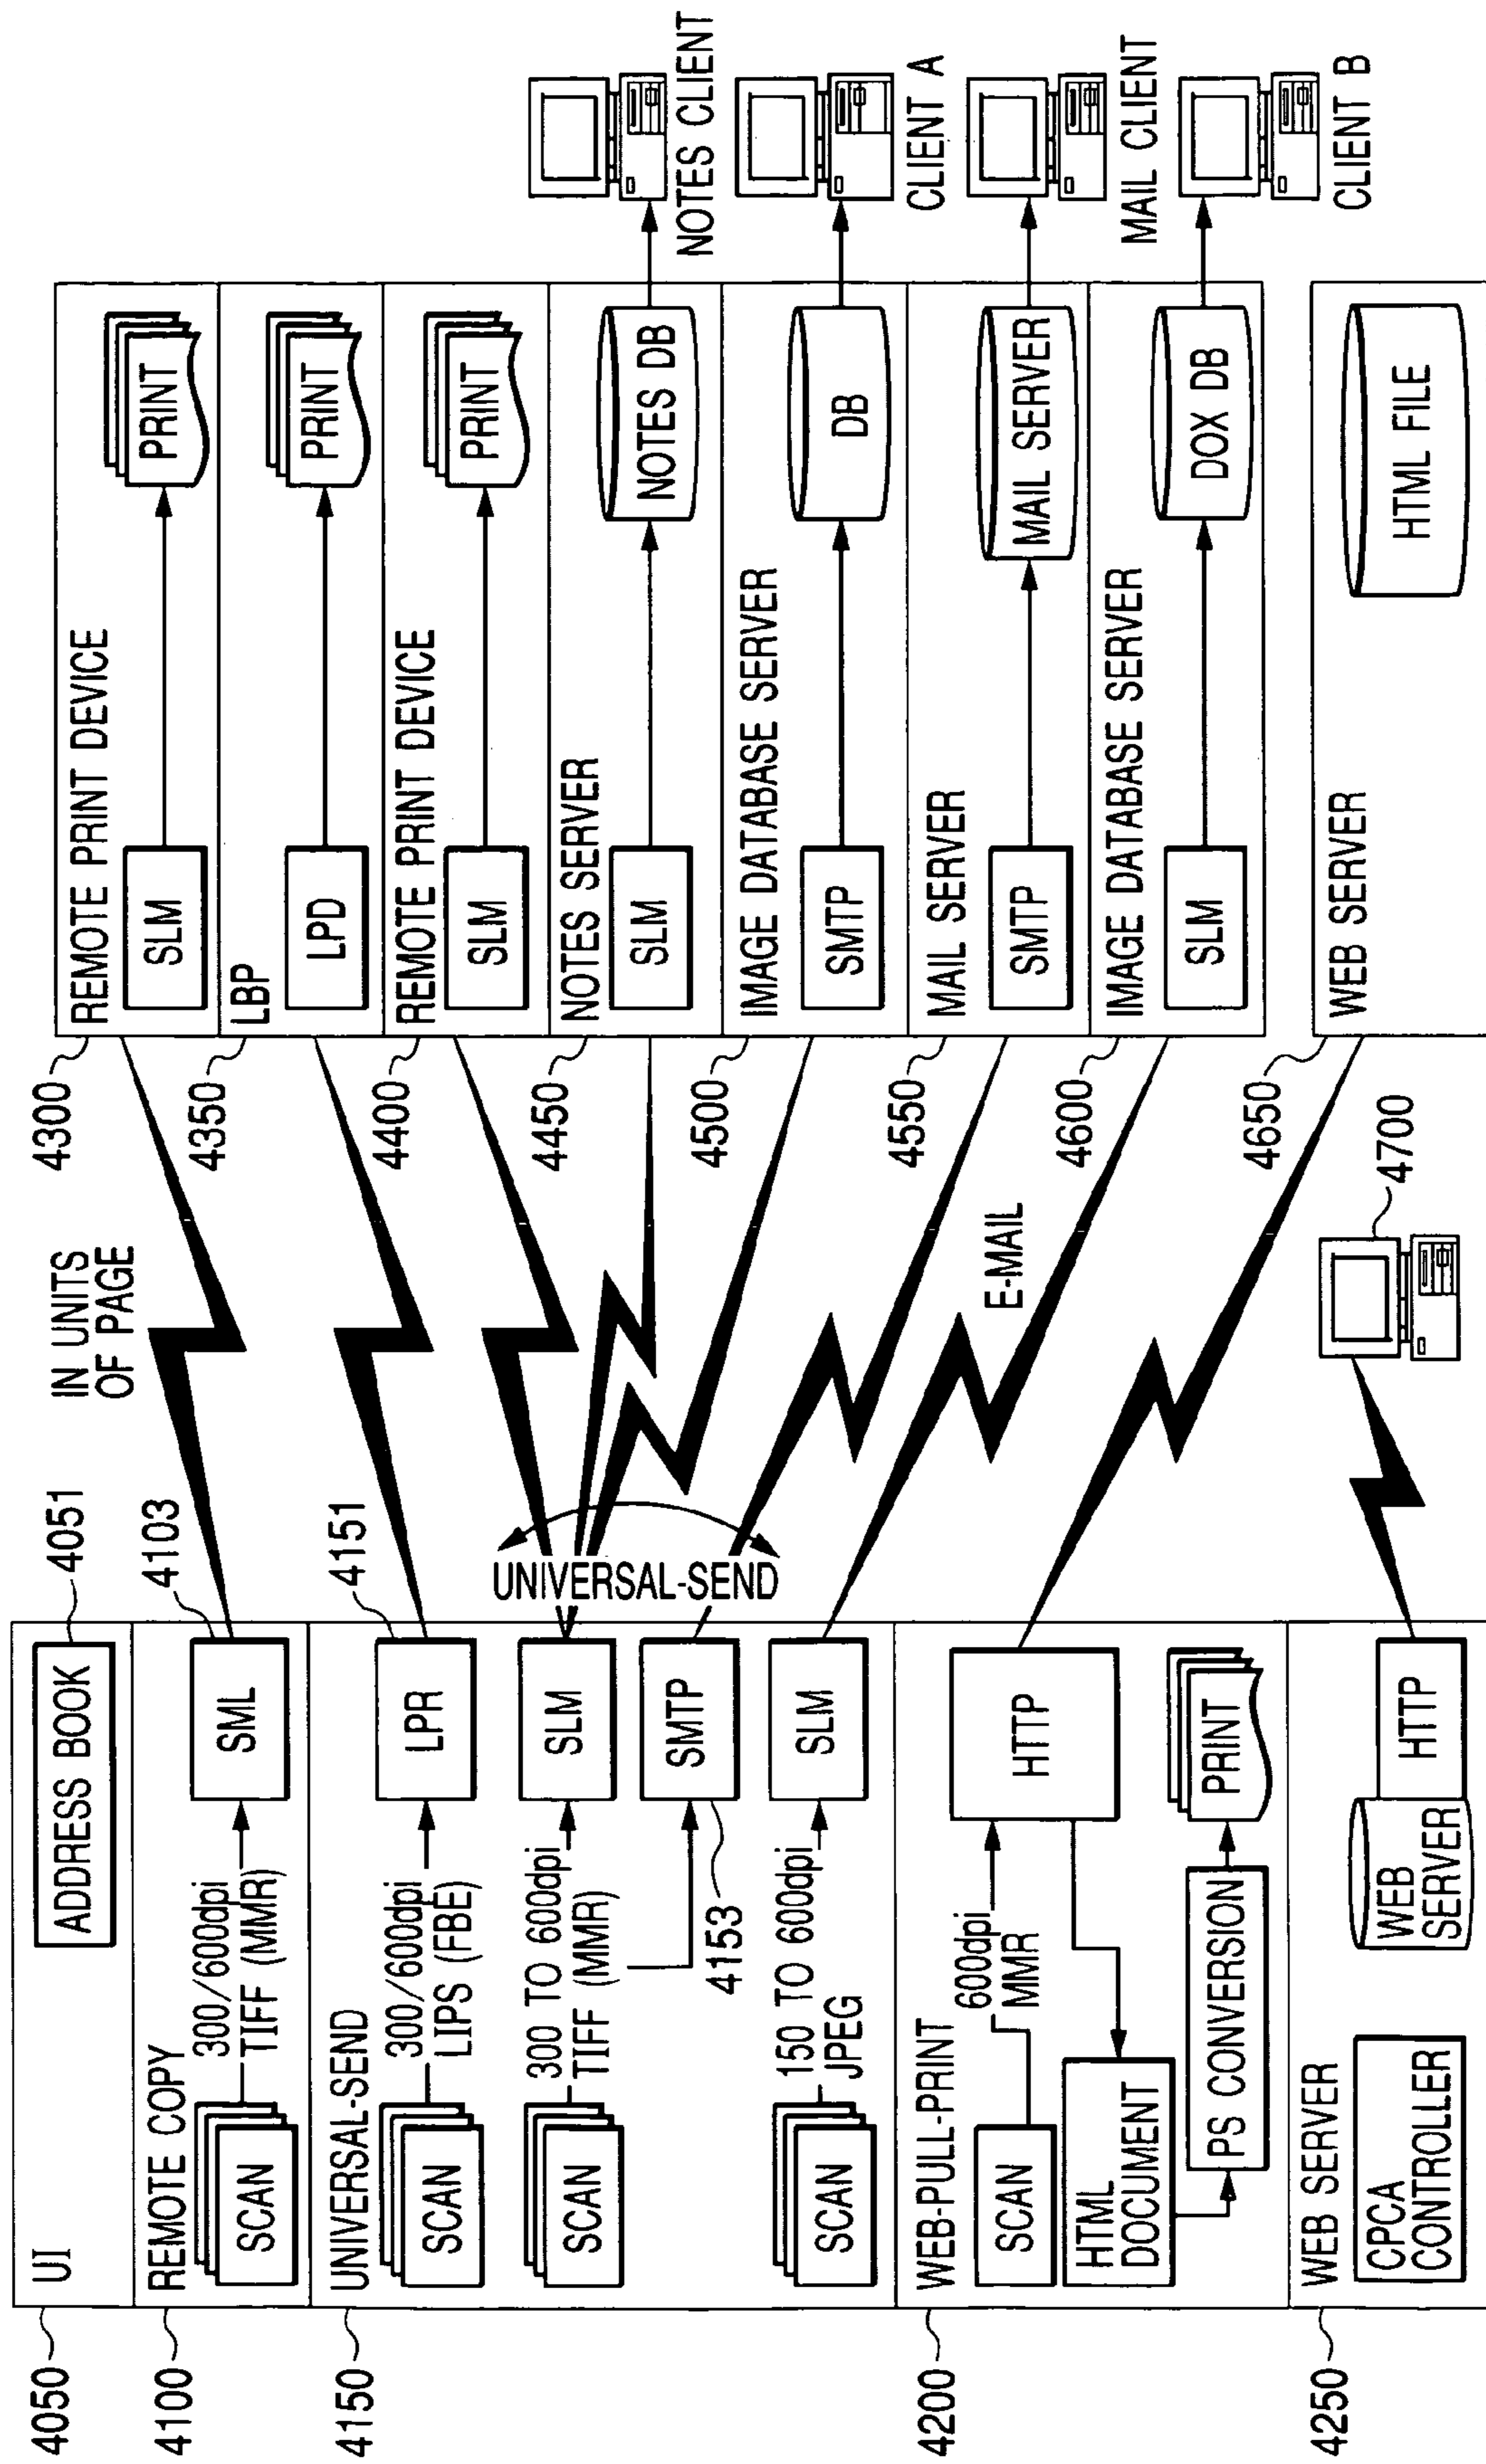 4050
UI
ADDRESS BOOK
4051
4100
REMOTE COPY
SCAN
300/600dpi
TIFF (MMR)
SML
4103
IN UNITS
OF PAGE
4150
UNIVERSAL-SEND
SCAN
300/600dpi
LIPS (FBE)
LPR
4151
SCAN
300 TO 600dpi
TIFF (MMR)
SLM
SMTP
4153
SCAN
150 TO 600dpi
JPEG
SLM
UNIVERSAL-SEND
E-MAIL
4200
WEB-PULL-PRINT
SCAN
600dpi
MMR
HTTP
HTML
DOCUMENT
PS CONVERSION
PRINT
4250
WEB SERVER
CPCA
CONTROLLER
WEB
SERVER
HTTP
4700
4300
REMOTE PRINT DEVICE
SLM
PRINT
4350
LBP
LPD
PRINT
4400
REMOTE PRINT DEVICE
SLM
PRINT
4450
NOTES SERVER
SLM
NOTES DB
NOTES CLIENT
4500
IMAGE DATABASE SERVER
SMTP
DB
CLIENT A
4550
MAIL SERVER
SMTP
MAIL SERVER
MAIL CLIENT
4600
IMAGE DATABASE SERVER
SLM
DOX DB
CLIENT B
4650
WEB SERVER
HTML FILE